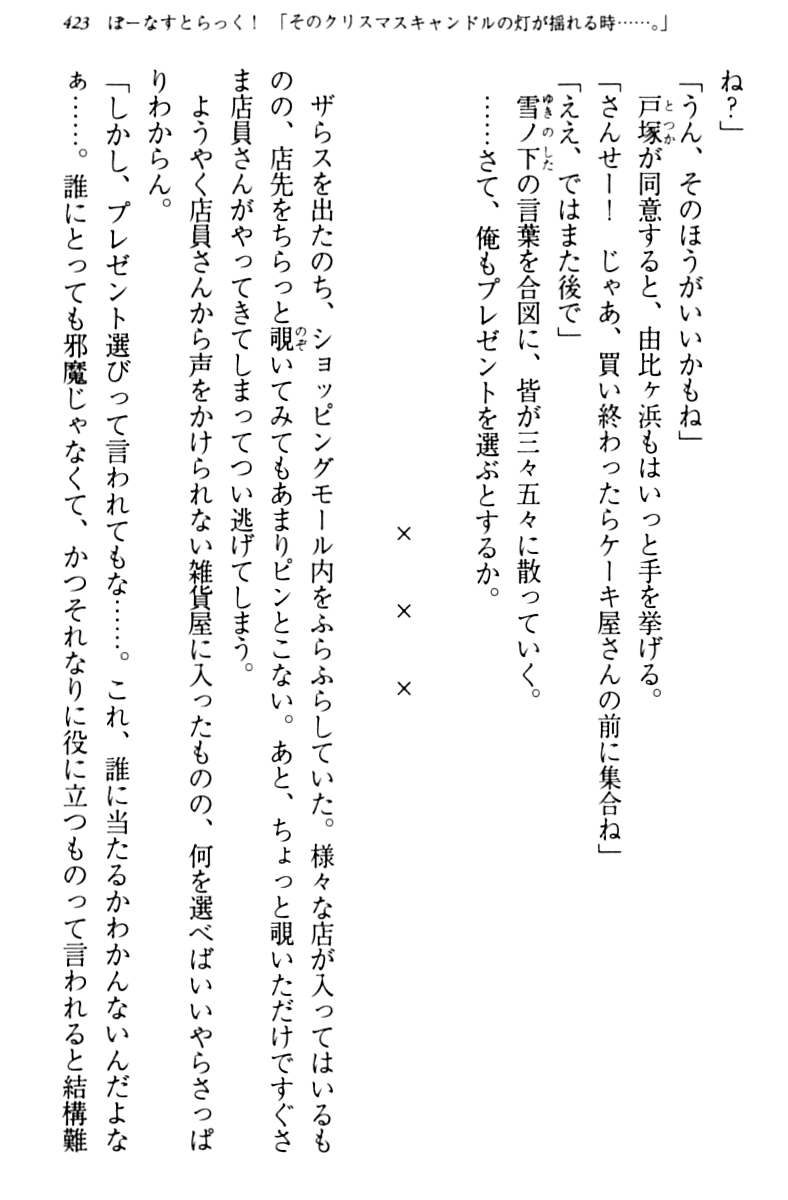 423　ぼーなすとらっく！　「そのクリスマスキャンドルの灯が揺れる時……。」
ね？」
「うん、そのほうがいいかもね」
戸塚が同意すると、由比ヶ浜もはいっと手を挙げる。
「さんせー！　じゃあ、買い終わったらケーキ屋さんの前に集合ね」
「ええ、ではまた後で」
雪ノ下の言葉を合図に、皆が三々五々に散っていく。
……さて、俺もプレゼントを選ぶとするか。
×　×　×
ザらスを出たのち、ショッピングモール内をふらふらしていた。様々な店が入ってはいるも
のの、店先をちらっと覗いてみてもあまりピンとこない。あと、ちょっと覗いただけですぐさ
ま店員さんがやってきてしまってつい逃げてしまう。
ようやく店員さんから声をかけられない雑貨屋に入ったものの、何を選べばいいやらさっぱ
りわからん。
「しかし、プレゼント選びって言われてもな……。これ、誰に当たるかわかんないんだよな
ぁ……。誰にとっても邪魔じゃなくて、かつそれなりに役に立つものって言われると結構難